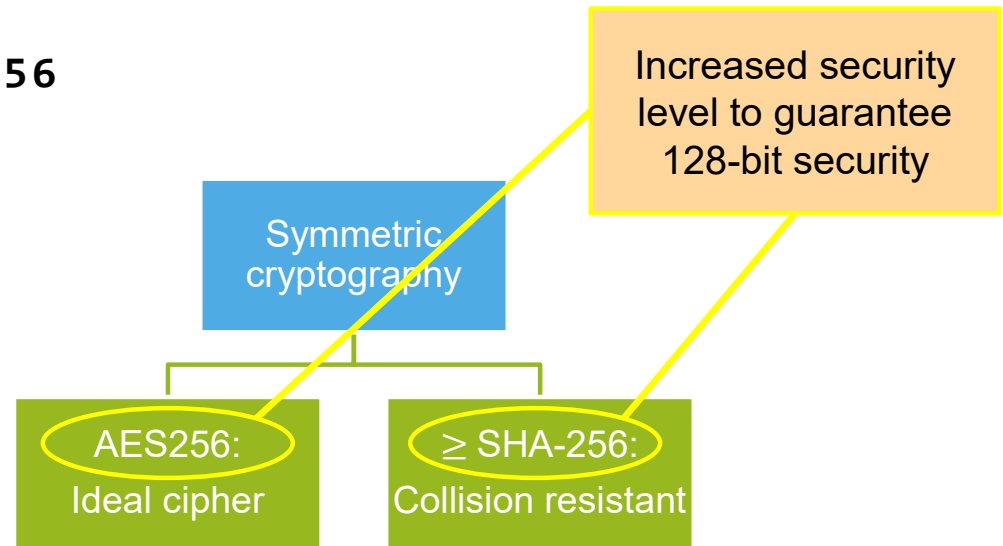 56
Increased security
level to guarantee
128-bit security
Symmetric
cryptography
AES256:
Ideal cipher
≥ SHA-256:
Collision resistant